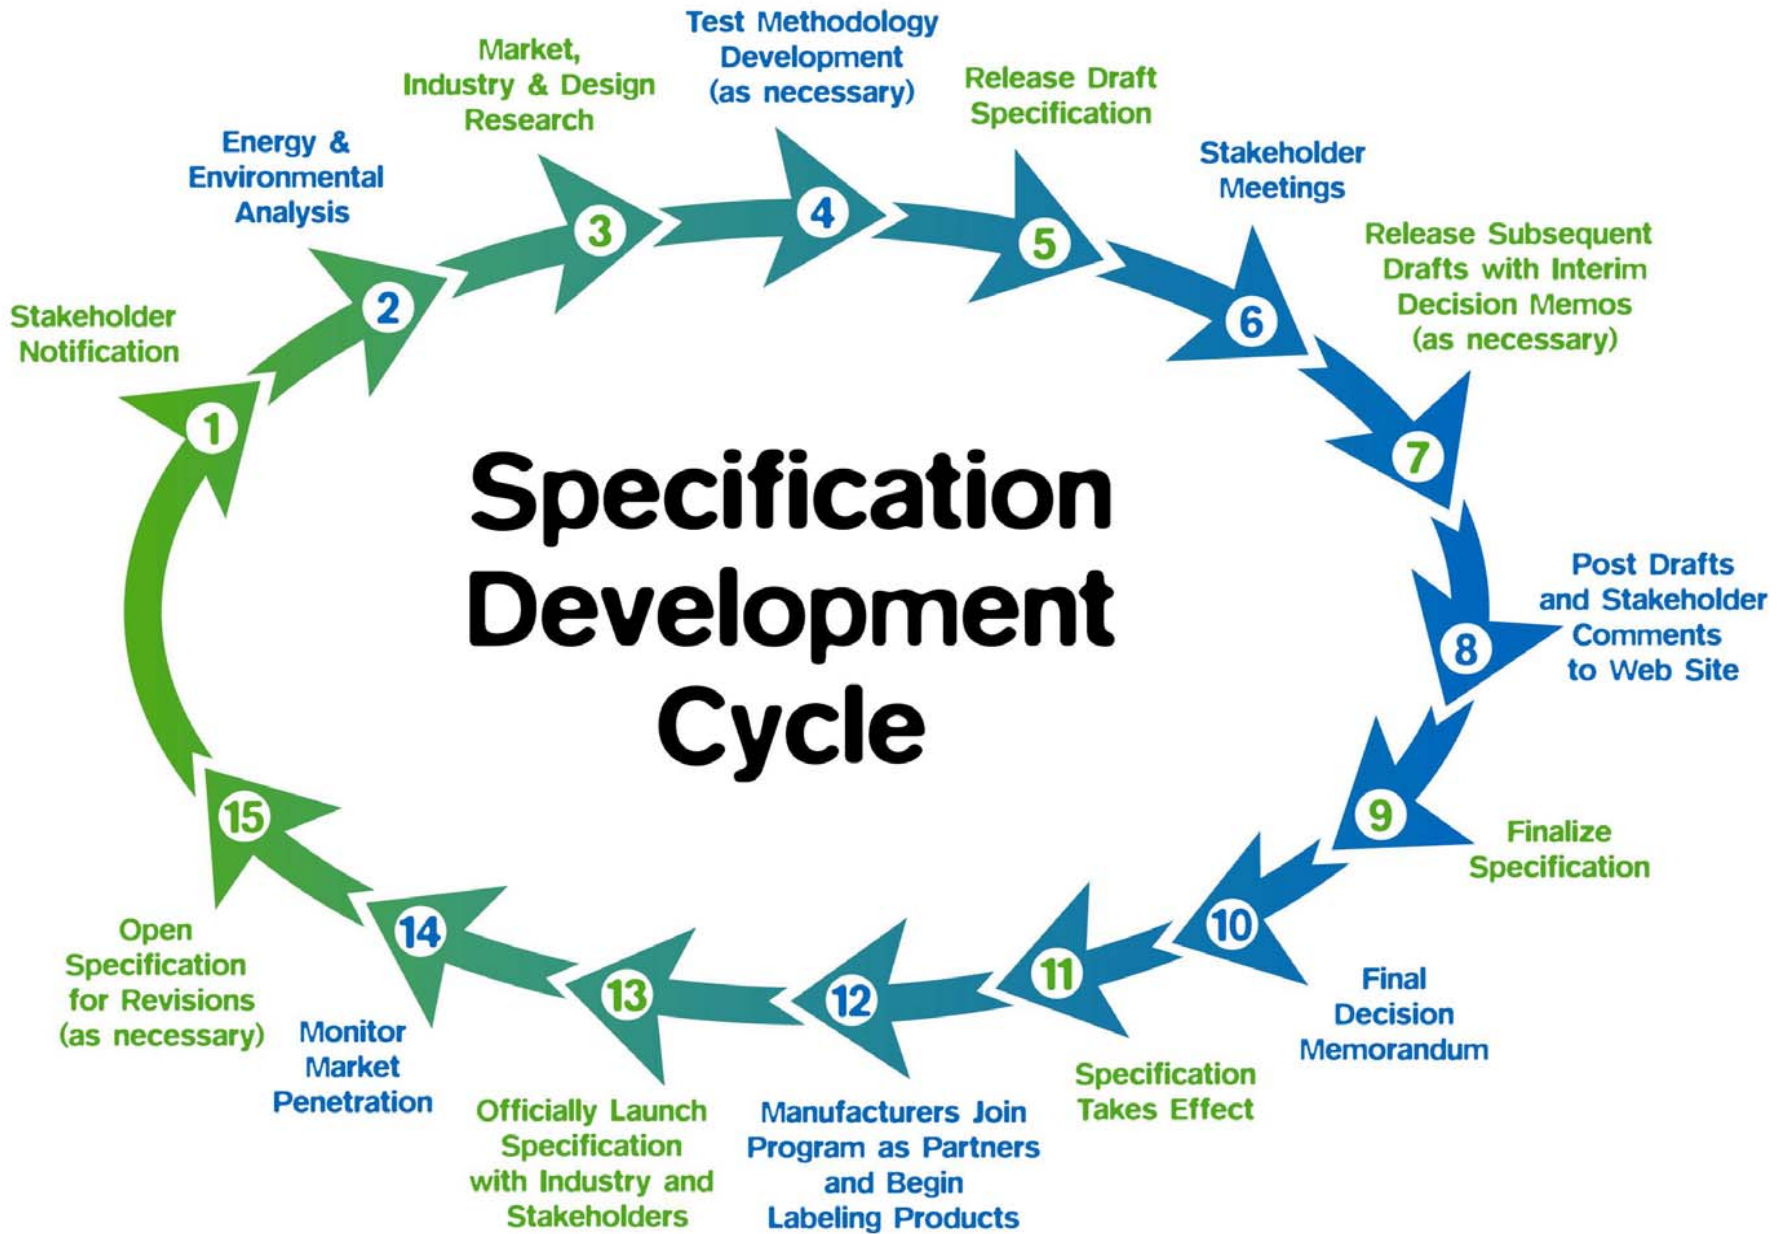 Specification
Development
Cycle
1
Stakeholder
Notification
2
Energy &
Environmental
Analysis
3
Market,
Industry & Design
Research
4
Test Methodology
Development
(as necessary)
5
Release Draft
Specification
6
Stakeholder
Meetings
7
Release Subsequent
Drafts with Interim
Decision Memos
(as necessary)
8
Post Drafts
and Stakeholder
Comments
to Web Site
9
Finalize
Specification
10
Final
Decision
Memorandum
11
Specification
Takes Effect
12
Manufacturers Join
Program as Partners
and Begin
Labeling Products
13
Officially Launch
Specification
with Industry and
Stakeholders
14
Monitor
Market
Penetration
15
Open
Specification
for Revisions
(as necessary)